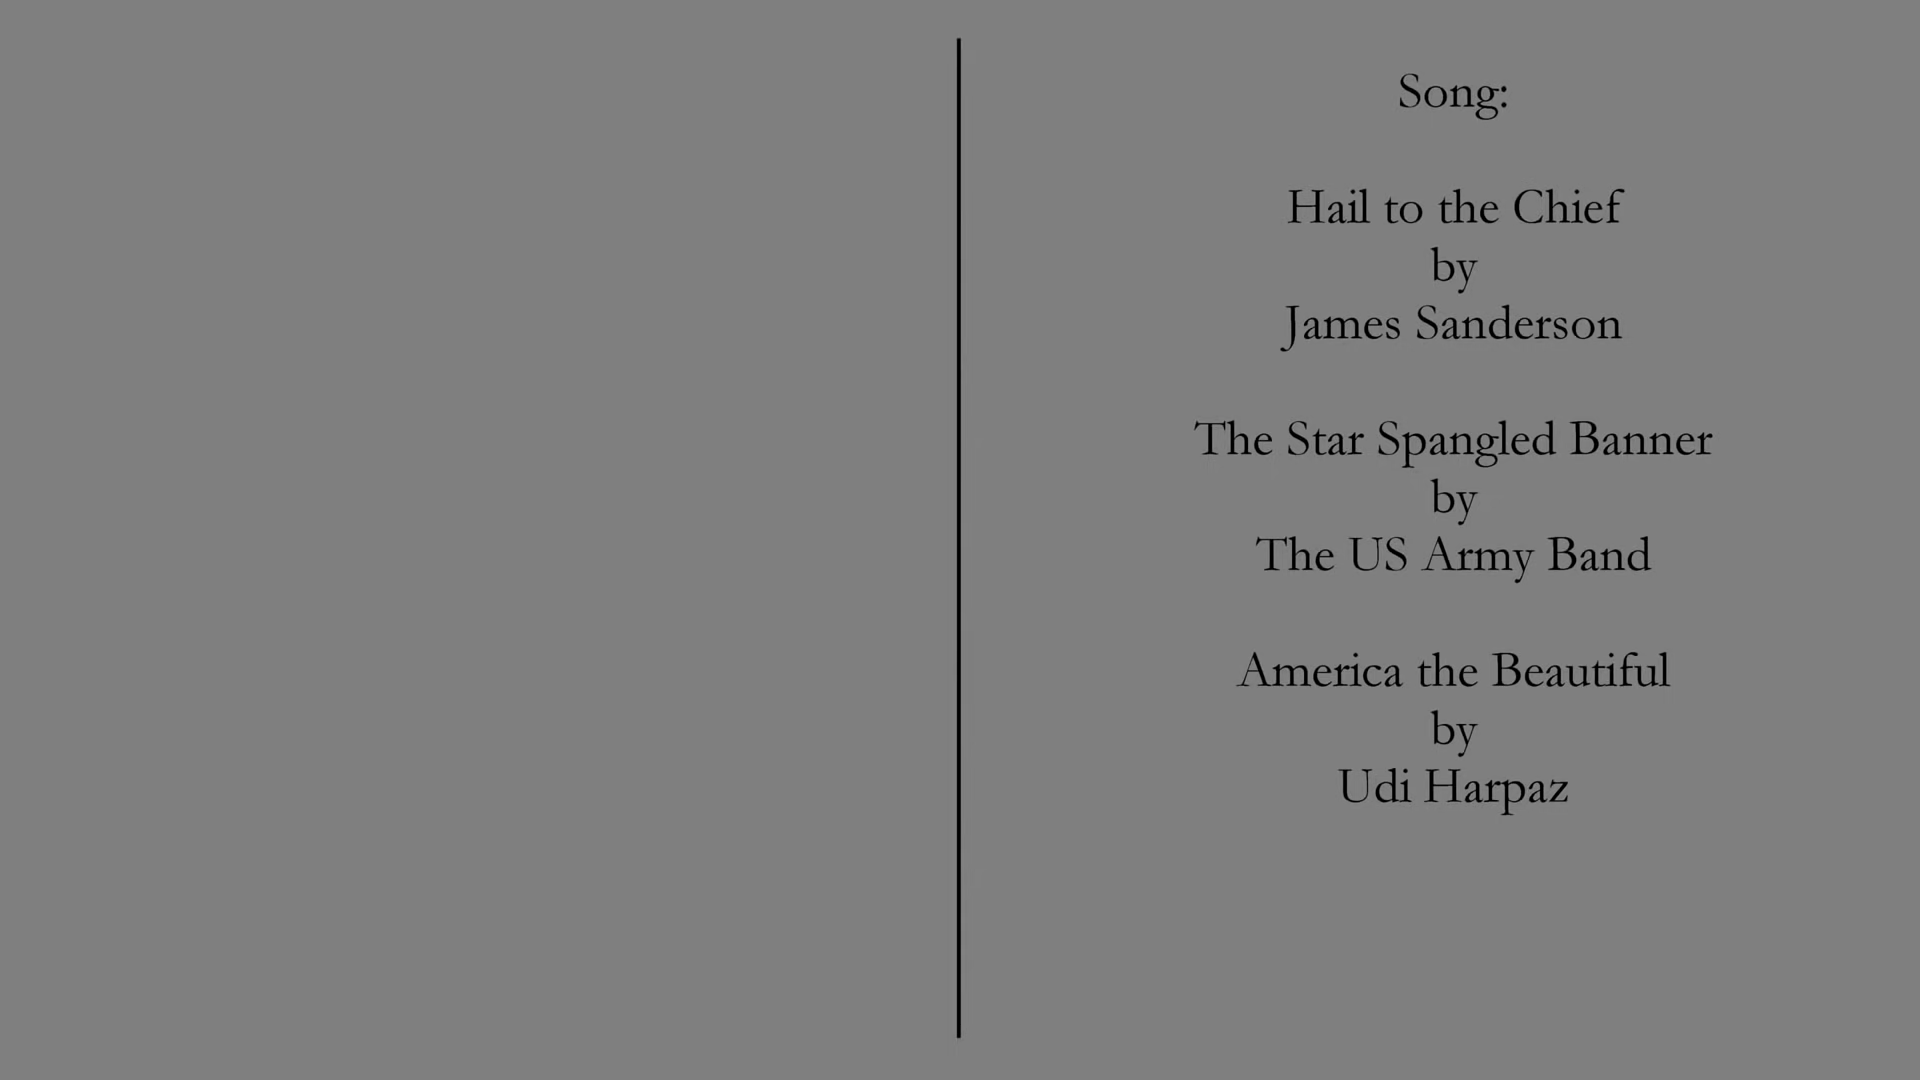 Song:
Hail to the Chief
by
James Sanderson
The Star Spangled Banner
by
The US Army Band
America the Beautiful
by
Udi Harpaz